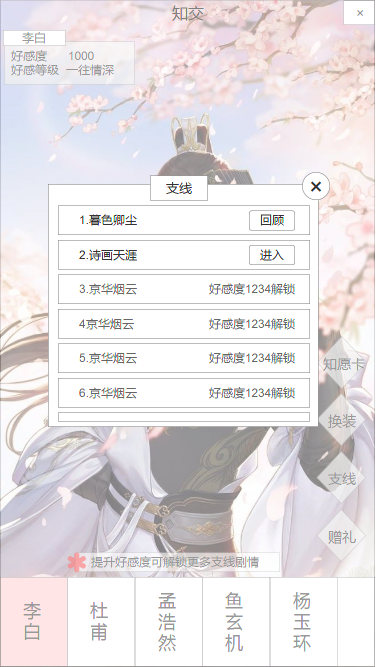 知交
×
李白
好感度 1000
好感等级 一往情深
支线
×
1.暮色卿尘 回顾
2.诗画天涯 进入
3.京华烟云 好感度1234解锁
4京华烟云 好感度1234解锁
5.京华烟云 好感度1234解锁
6.京华烟云 好感度1234解锁
知愿卡
换装
支线
赠礼
提升好感度可解锁更多支线剧情
李白
杜甫
孟浩然
鱼玄机
杨玉环